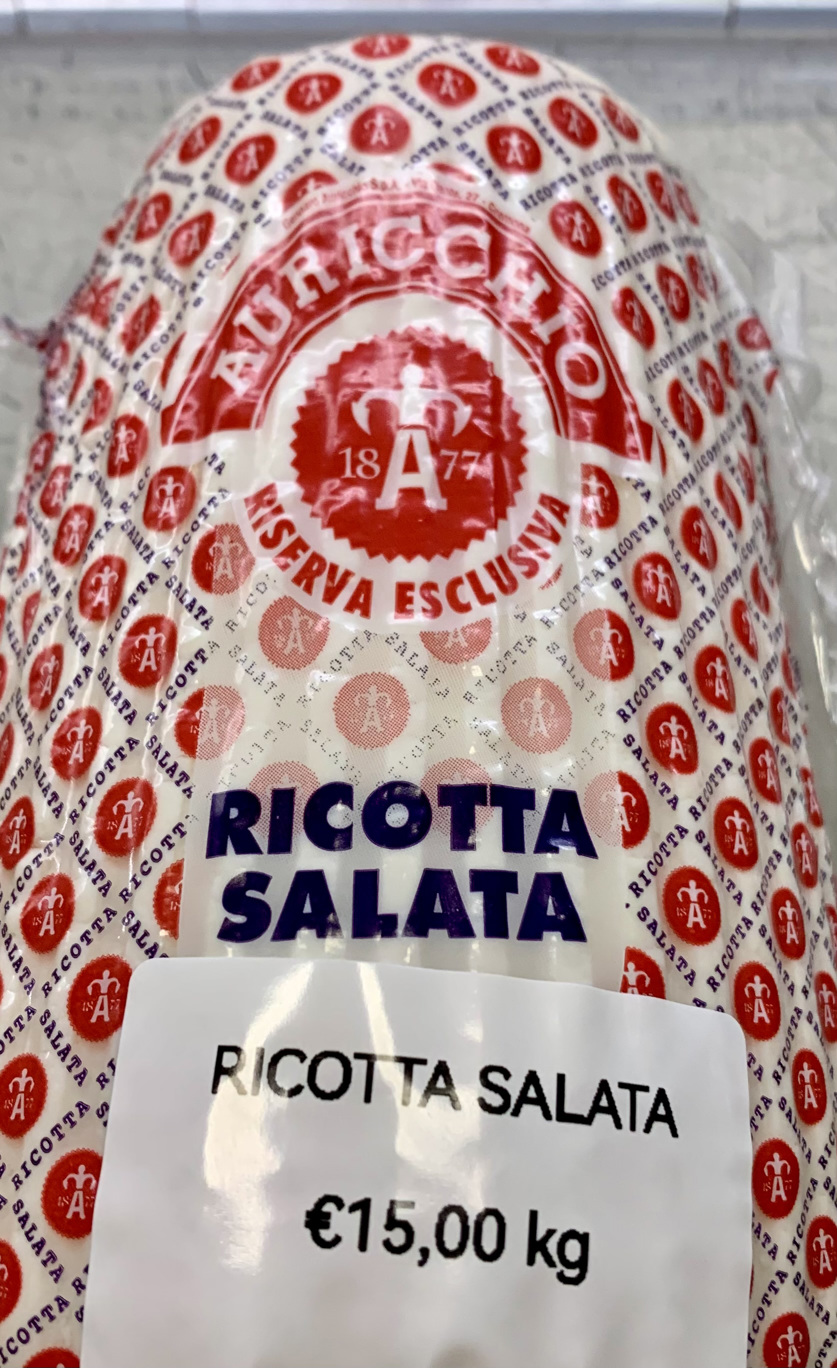 AURICCHIO
18 A 77
RISERVA ESCLUSIVA
RICOTTA
SALATA
RICOTTA SALATA
€15,00 kg